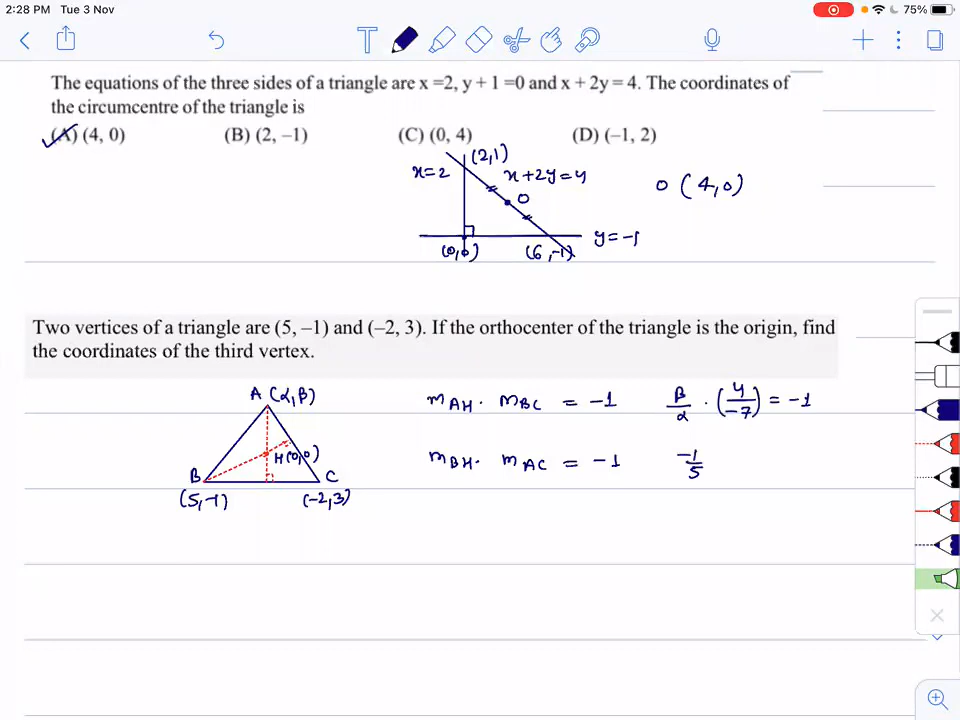 2:28 PM Tue 3 Nov
75%
The equations of the three sides of a triangle are x =2, y + 1 =0 and x + 2y = 4. The coordinates of
the circumcentre of the triangle is
(A) (4, 0) (B) (2, –1) (C) (0, 4) (D) (–1, 2)
(2,1)
x=2
x+2y=4
O
O (4,0)
y=-1
(0,0) (6,-1)
Two vertices of a triangle are (5, –1) and (–2, 3). If the orthocenter of the triangle is the origin, find
the coordinates of the third vertex.
A (α,β)
m_AH · m_BC = -1 β/α · (4/-7) = -1
H(0,0)
m_BH · m_AC = -1 -1/5
B C
(5,-1) (-2,3)